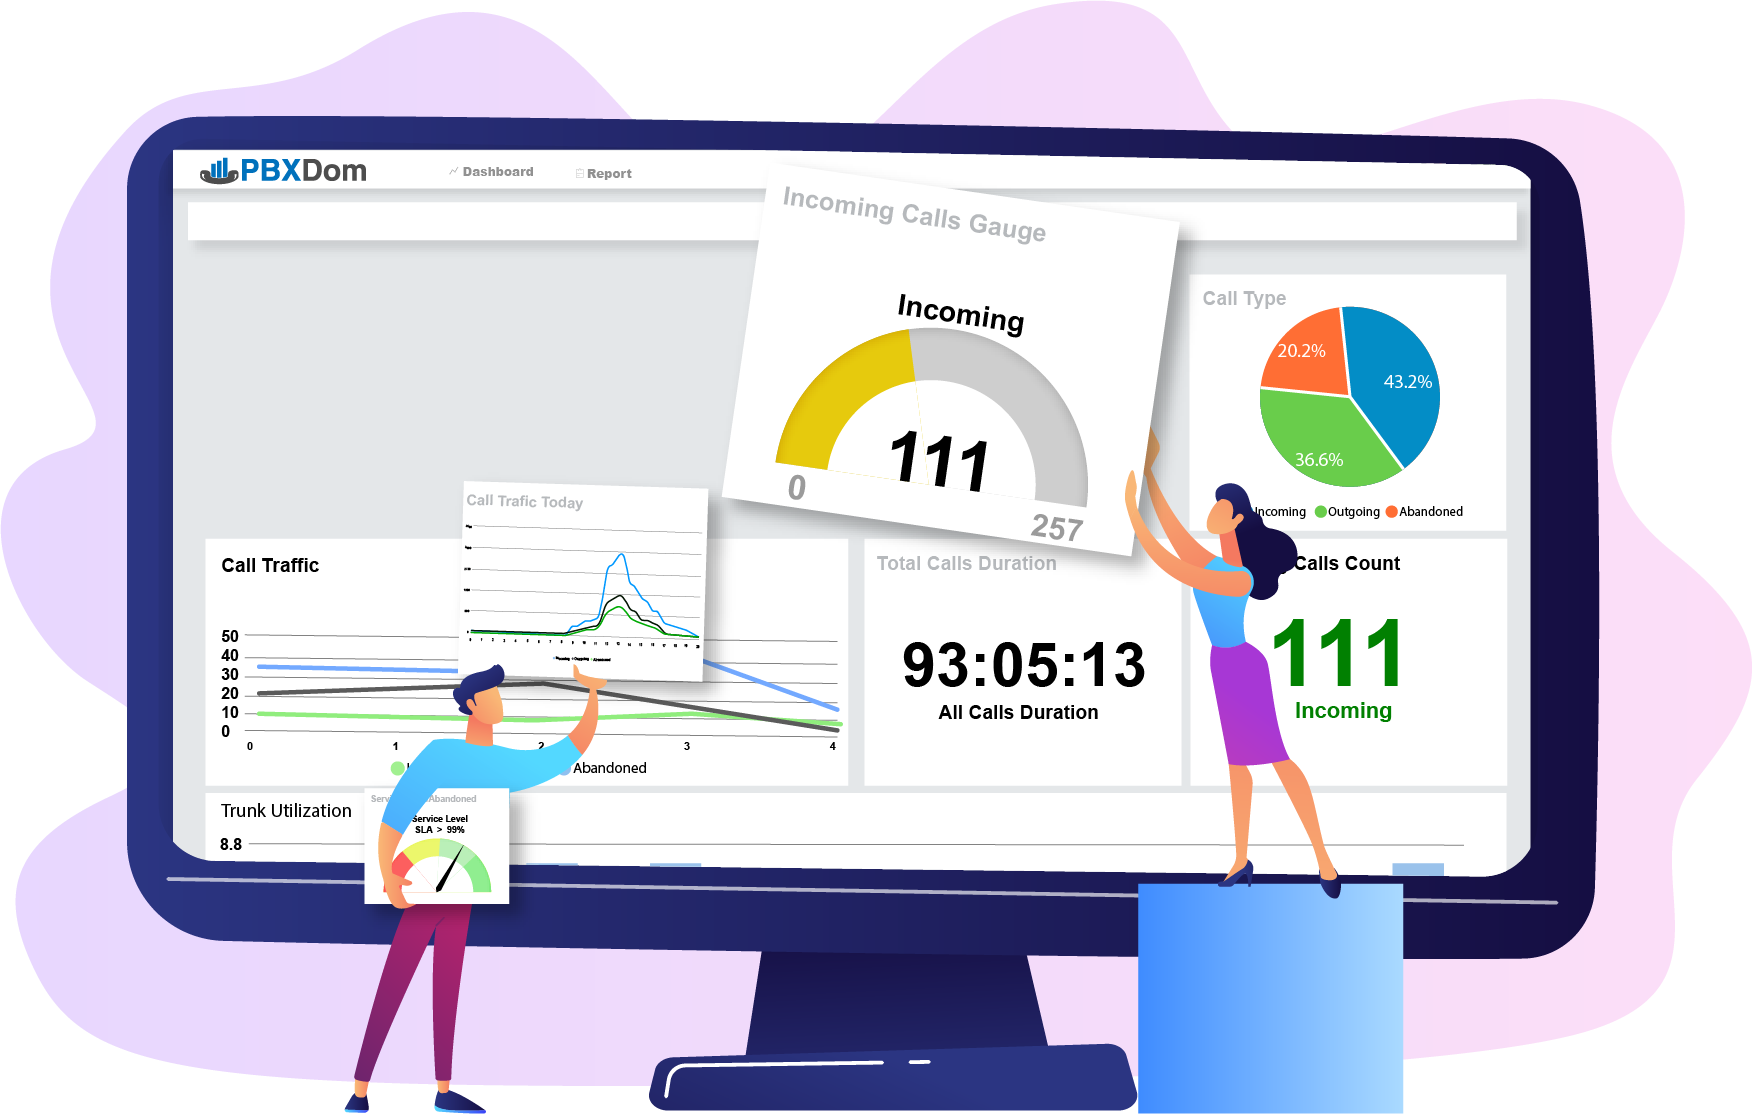 PBXDom
Dashboard
Report
Incoming Calls Gauge
Incoming
111
0
257
Call Type
20.2%
43.2%
36.6%
Outgoing
Abandoned
Call Trafic Today
Call Traffic
50
40
30
20
10
0
0 1 2 3 4
Abandoned
Total Calls Duration
93:05:13
All Calls Duration
Calls Count
111
Incoming
Trunk Utilization
8.8
Abandoned
Service Level
SLA > 99%